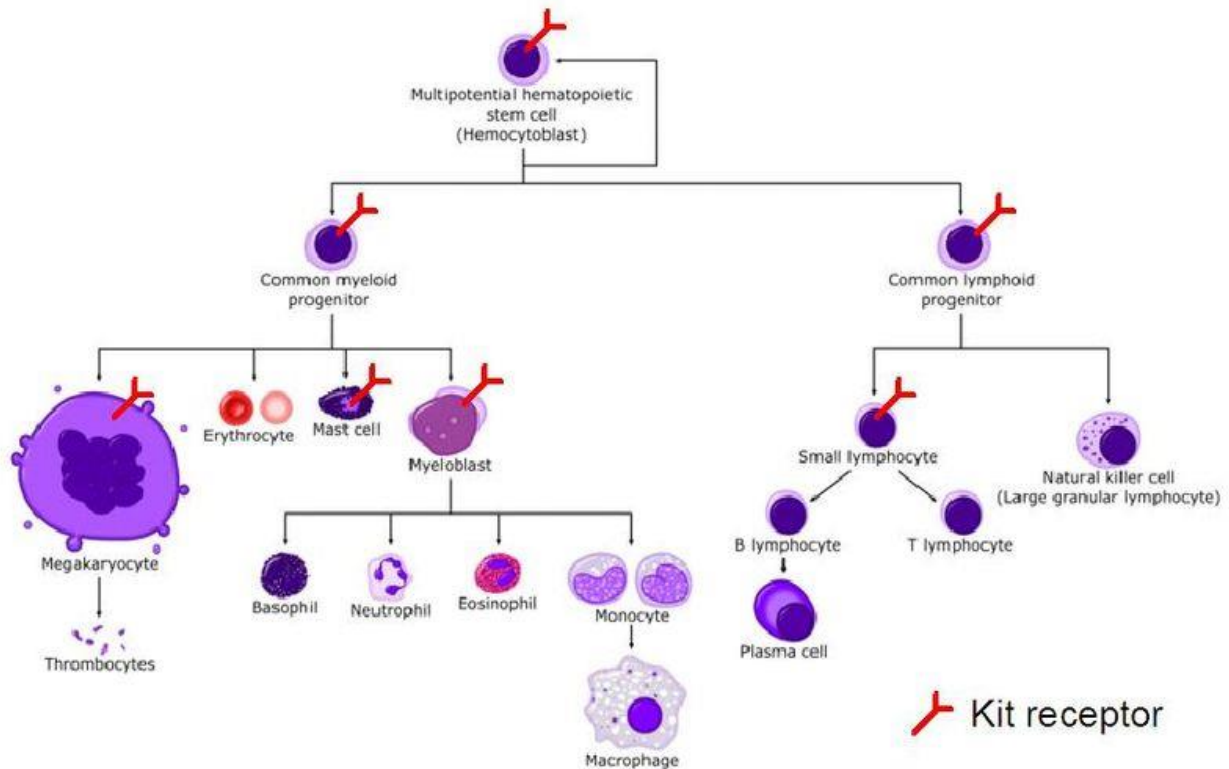 Multipotential hematopoietic
stem cell
(Hemocytoblast)
Common myeloid
progenitor
Common lymphoid
progenitor
Erythrocyte
Mast cell
Myeloblast
Small lymphocyte
Natural killer cell
(Large granular lymphocyte)
Megakaryocyte
B lymphocyte
T lymphocyte
Basophil
Neutrophil
Eosinophil
Monocyte
Plasma cell
Thrombocytes
Macrophage
Kit receptor